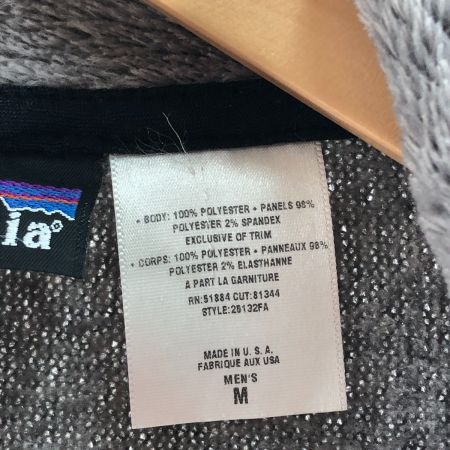 ia®
• BODY: 100% POLYESTER • PANELS 98%
POLYESTER 2% SPANDEX
EXCLUSIVE OF TRIM
• CORPS: 100% POLYESTER • PANNEAUX 98%
POLYESTER 2% ELASTHANNE
A PART LA GARNITURE
RN:51884 CUT:81344
STYLE:25132FA
MADE IN U. S. A.
FABRIQUE AUX USA
MEN'S
M